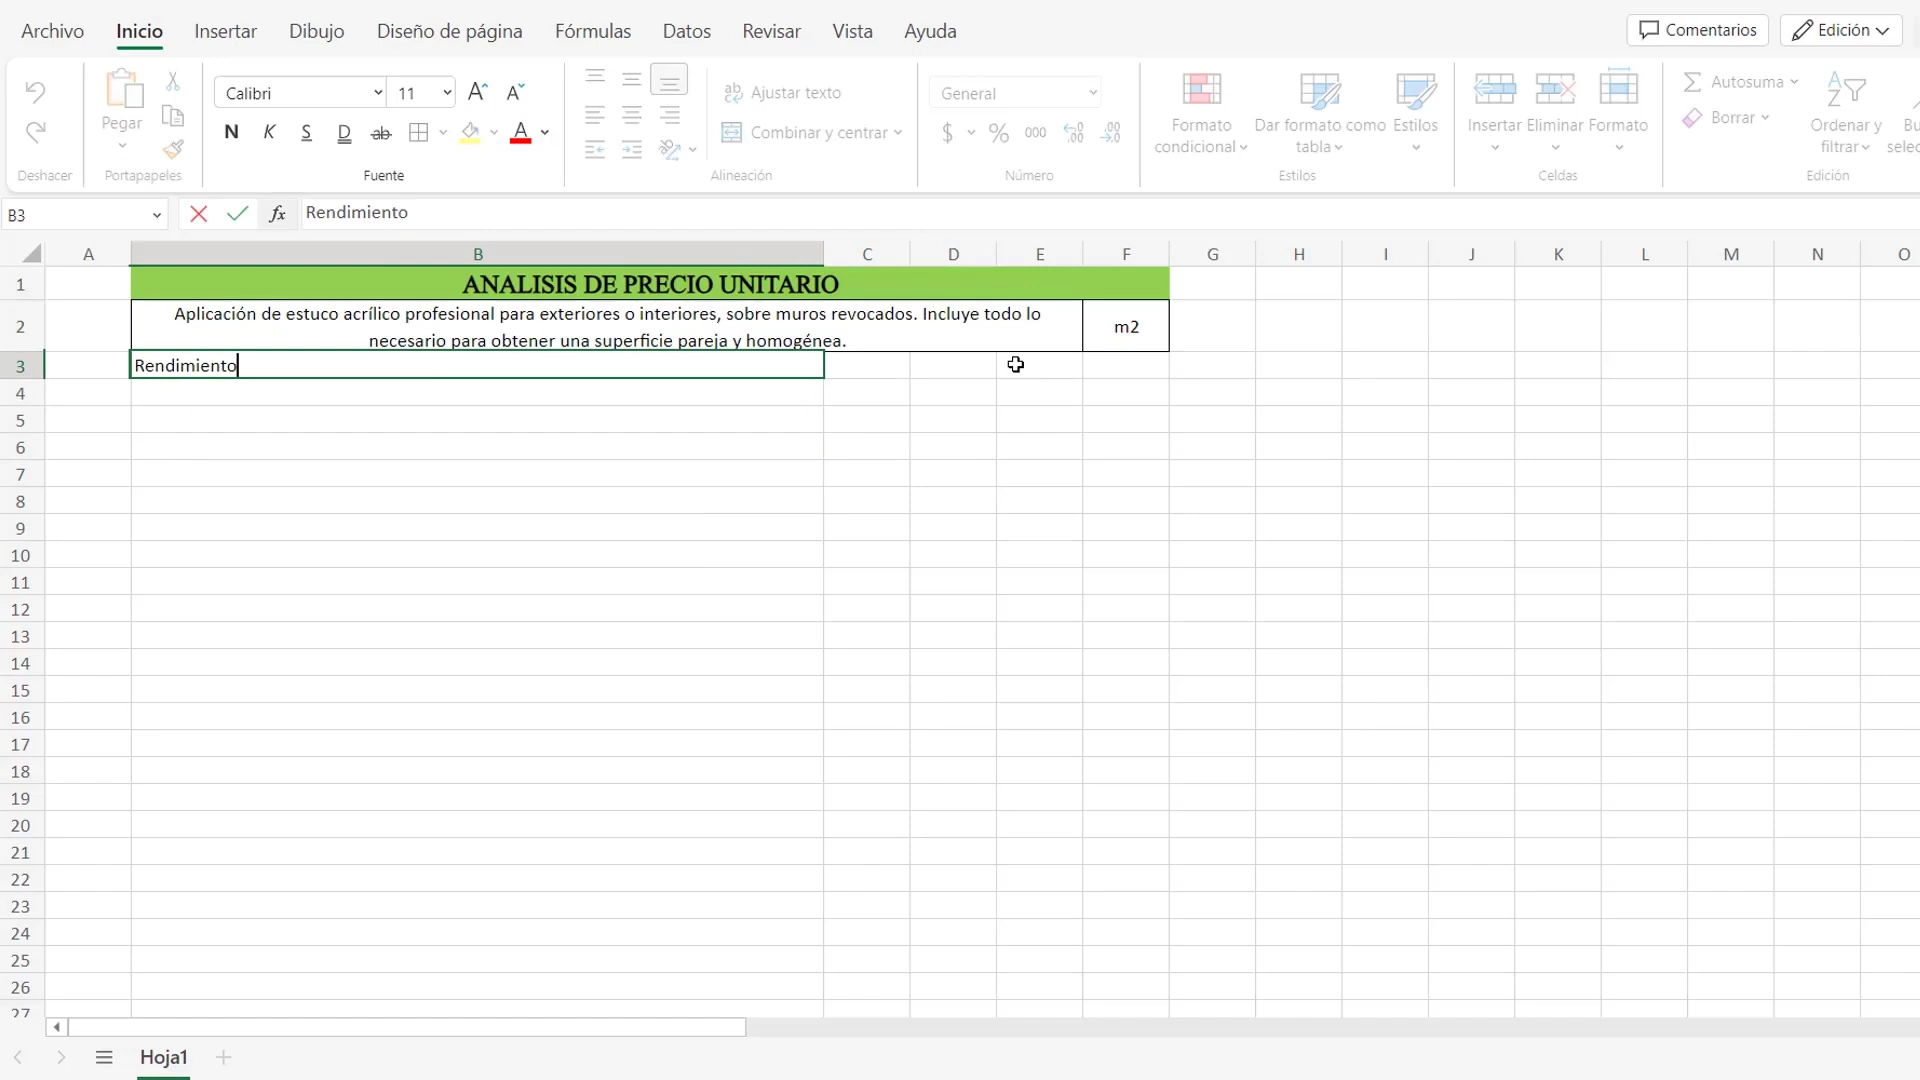 Archivo Inicio Insertar Dibujo Diseño de página Fórmulas Datos Revisar Vista Ayuda Comentarios Edición
Calibri 11 Ajustar texto General Autosuma
Pegar N K S D ab A Combinar y centrar $ % 000 Formato condicional Dar formato como tabla Estilos Insertar Eliminar Formato Borrar Ordenar y filtrar
Deshacer Portapapeles Fuente Alineación Número Estilos Celdas Edición
B3 fx Rendimiento
A B C D E F G H I J K L M N O
1 ANALISIS DE PRECIO UNITARIO
2 Aplicación de estuco acrílico profesional para exteriores o interiores, sobre muros revocados. Incluye todo lo
necesario para obtener una superficie pareja y homogénea. m2
3 Rendimiento
4
5
6
7
8
9
10
11
12
13
14
15
16
17
18
19
20
21
22
23
24
25
26
27
Hoja1